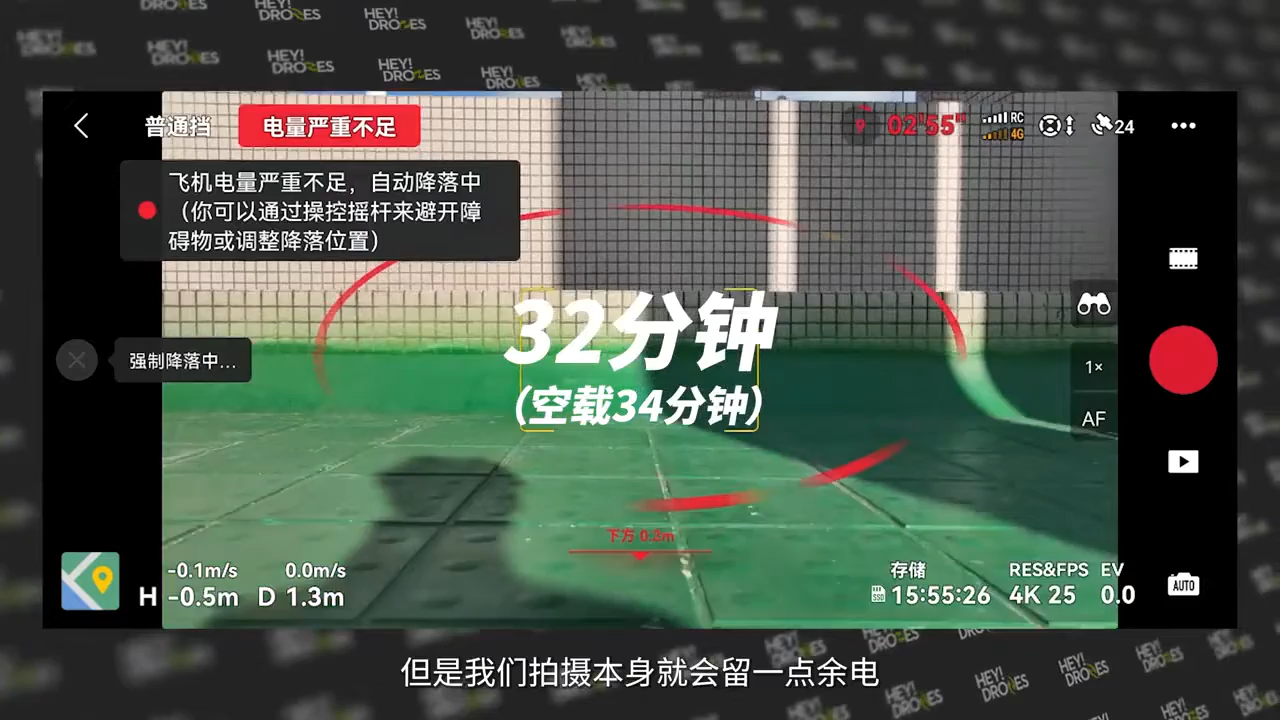 HEY! DRONES
普通挡
电量严重不足
02'55"
RC
4G
24
飞机电量严重不足，自动降落中
（你可以通过操控摇杆来避开障
碍物或调整降落位置）
强制降落中...
32分钟
(空载34分钟)
1×
AF
下方 0.3m
-0.1m/s 0.0m/s
H -0.5m D 1.3m
存储
SSD 15:55:26
RES&FPS EV
4K 25 0.0
AUTO
但是我们拍摄本身就会留一点余电